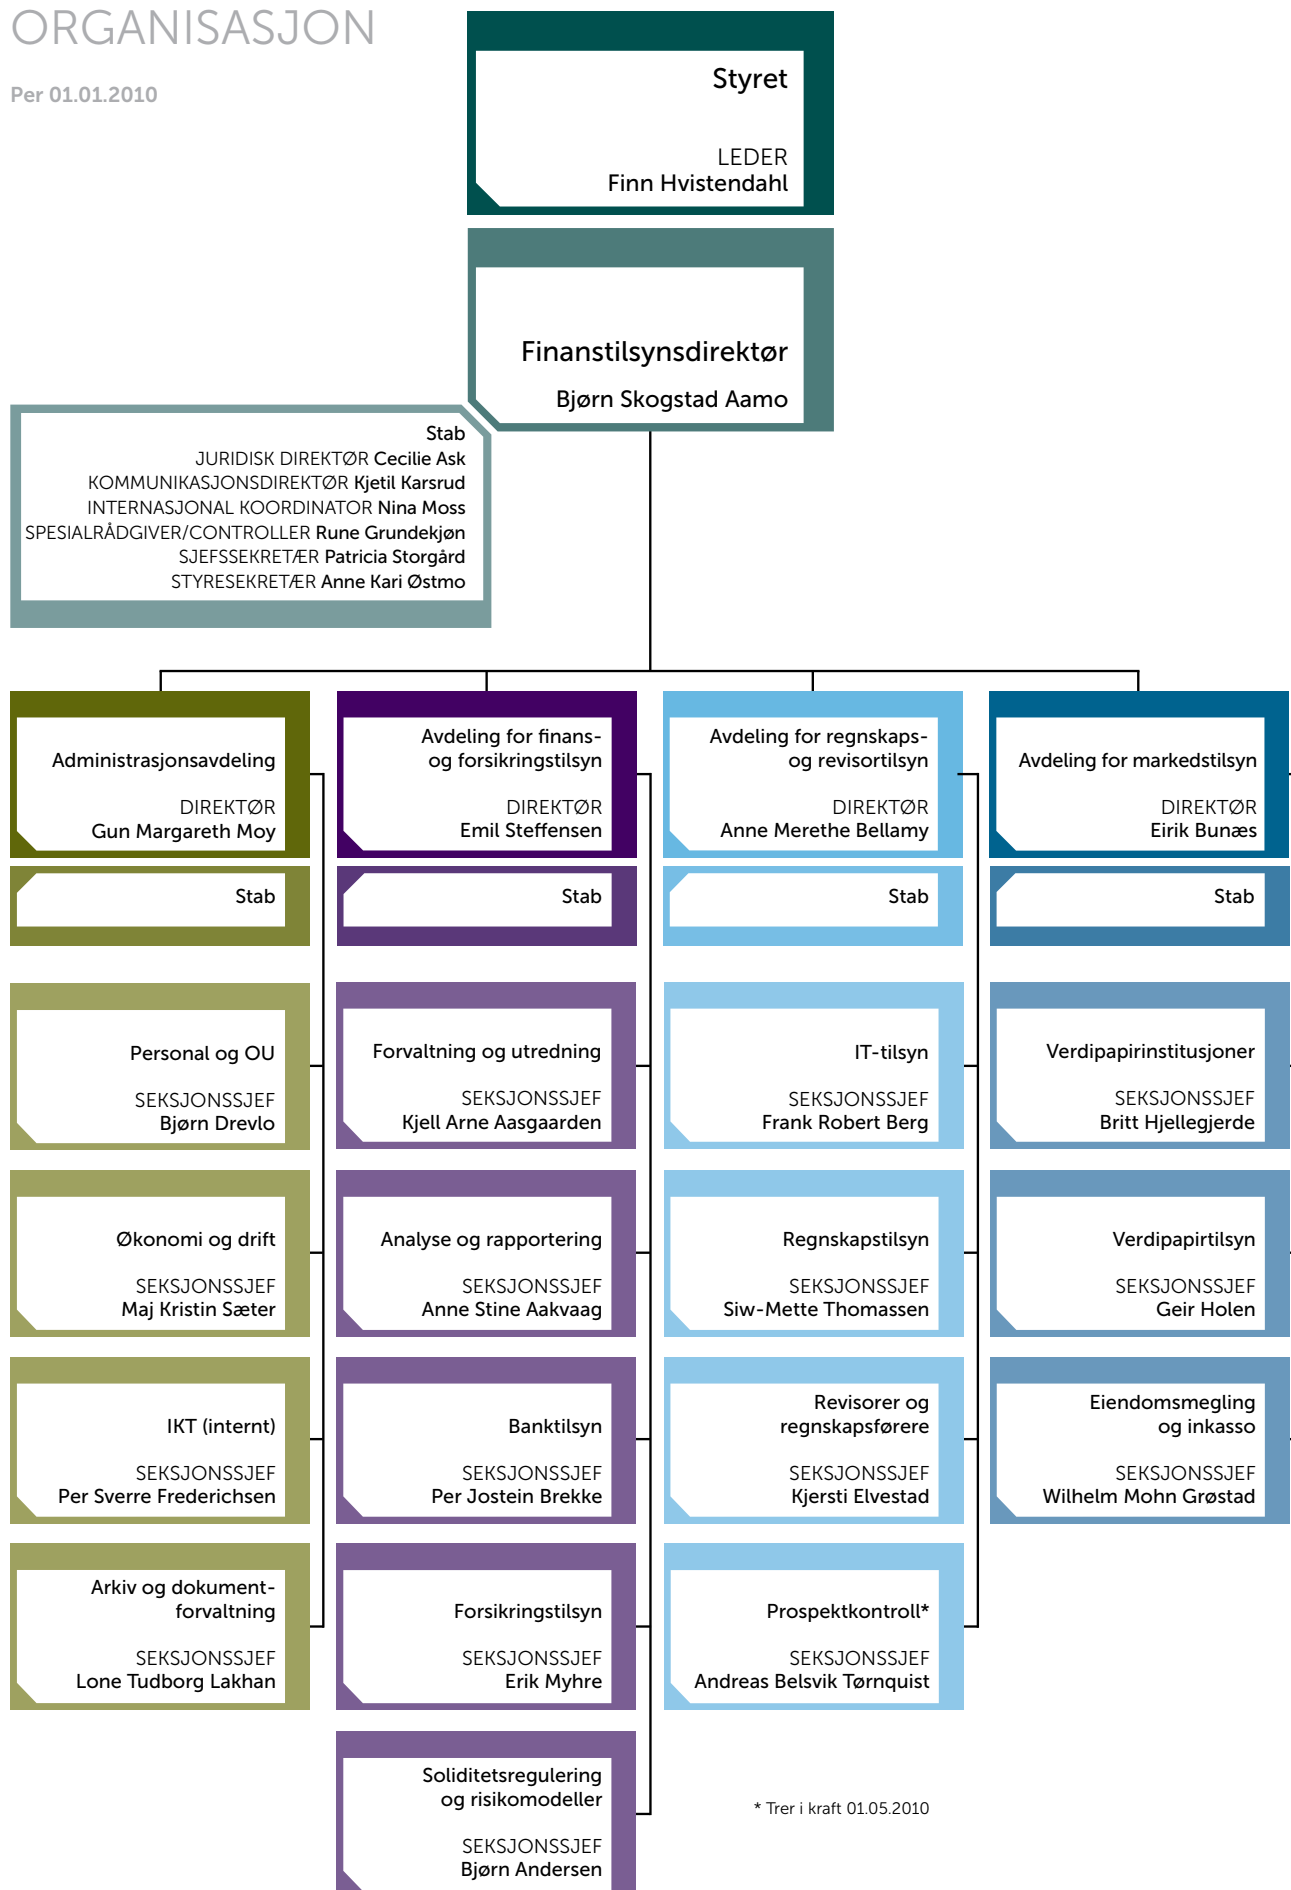 ORGANISASJON
Per 01.01.2010
Styret
LEDER
Finn Hvistendahl
Finanstilsynsdirektør
Bjørn Skogstad Aamo
Stab
JURIDISK DIREKTØR Cecilie Ask
KOMMUNIKASJONSDIREKTØR Kjetil Karsrud
INTERNASJONAL KOORDINATOR Nina Moss
SPESIALRÅDGIVER/CONTROLLER Rune Grundekjøn
SJEFSSEKRETÆR Patricia Storgård
STYRESEKRETÆR Anne Kari Østmo
Administrasjonsavdeling
DIREKTØR
Gun Margareth Moy
Stab
Personal og OU
SEKSJONSSJEF
Bjørn Drevlo
Økonomi og drift
SEKSJONSSJEF
Maj Kristin Sæter
IKT (internt)
SEKSJONSSJEF
Per Sverre Frederichsen
Arkiv og dokument-
forvaltning
SEKSJONSSJEF
Lone Tudborg Lakhan
Avdeling for finans-
og forsikringstilsyn
DIREKTØR
Emil Steffensen
Stab
Forvaltning og utredning
SEKSJONSSJEF
Kjell Arne Aasgaarden
Analyse og rapportering
SEKSJONSSJEF
Anne Stine Aakvaag
Banktilsyn
SEKSJONSSJEF
Per Jostein Brekke
Forsikringstilsyn
SEKSJONSSJEF
Erik Myhre
Soliditetsregulering
og risikomodeller
SEKSJONSSJEF
Bjørn Andersen
Avdeling for regnskaps-
og revisortilsyn
DIREKTØR
Anne Merethe Bellamy
Stab
IT-tilsyn
SEKSJONSSJEF
Frank Robert Berg
Regnskapstilsyn
SEKSJONSSJEF
Siw-Mette Thomassen
Revisorer og
regnskapsførere
SEKSJONSSJEF
Kjersti Elvestad
Prospektkontroll*
SEKSJONSSJEF
Andreas Belsvik Tørnquist
* Trer i kraft 01.05.2010
Avdeling for markedstilsyn
DIREKTØR
Eirik Bunæs
Stab
Verdipapirinstitusjoner
SEKSJONSSJEF
Britt Hjellegjerde
Verdipapirtilsyn
SEKSJONSSJEF
Geir Holen
Eiendomsmegling
og inkasso
SEKSJONSSJEF
Wilhelm Mohn Grøstad